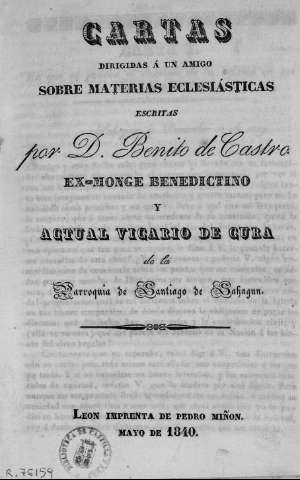 CARTAS
DIRIGIDAS Á UN AMIGO
SOBRE MATERIAS ECLESIÁSTICAS
ESCRITAS
por D. Benito de Castro
EX-MONGE BENEDICTINO
Y
ACTUAL VICARIO DE CURA
de la
Parroquia de Santiago de Sahagun.
LEON IMPRENTA DE PEDRO MIÑON.
MAYO DE 1840.
R. 76159